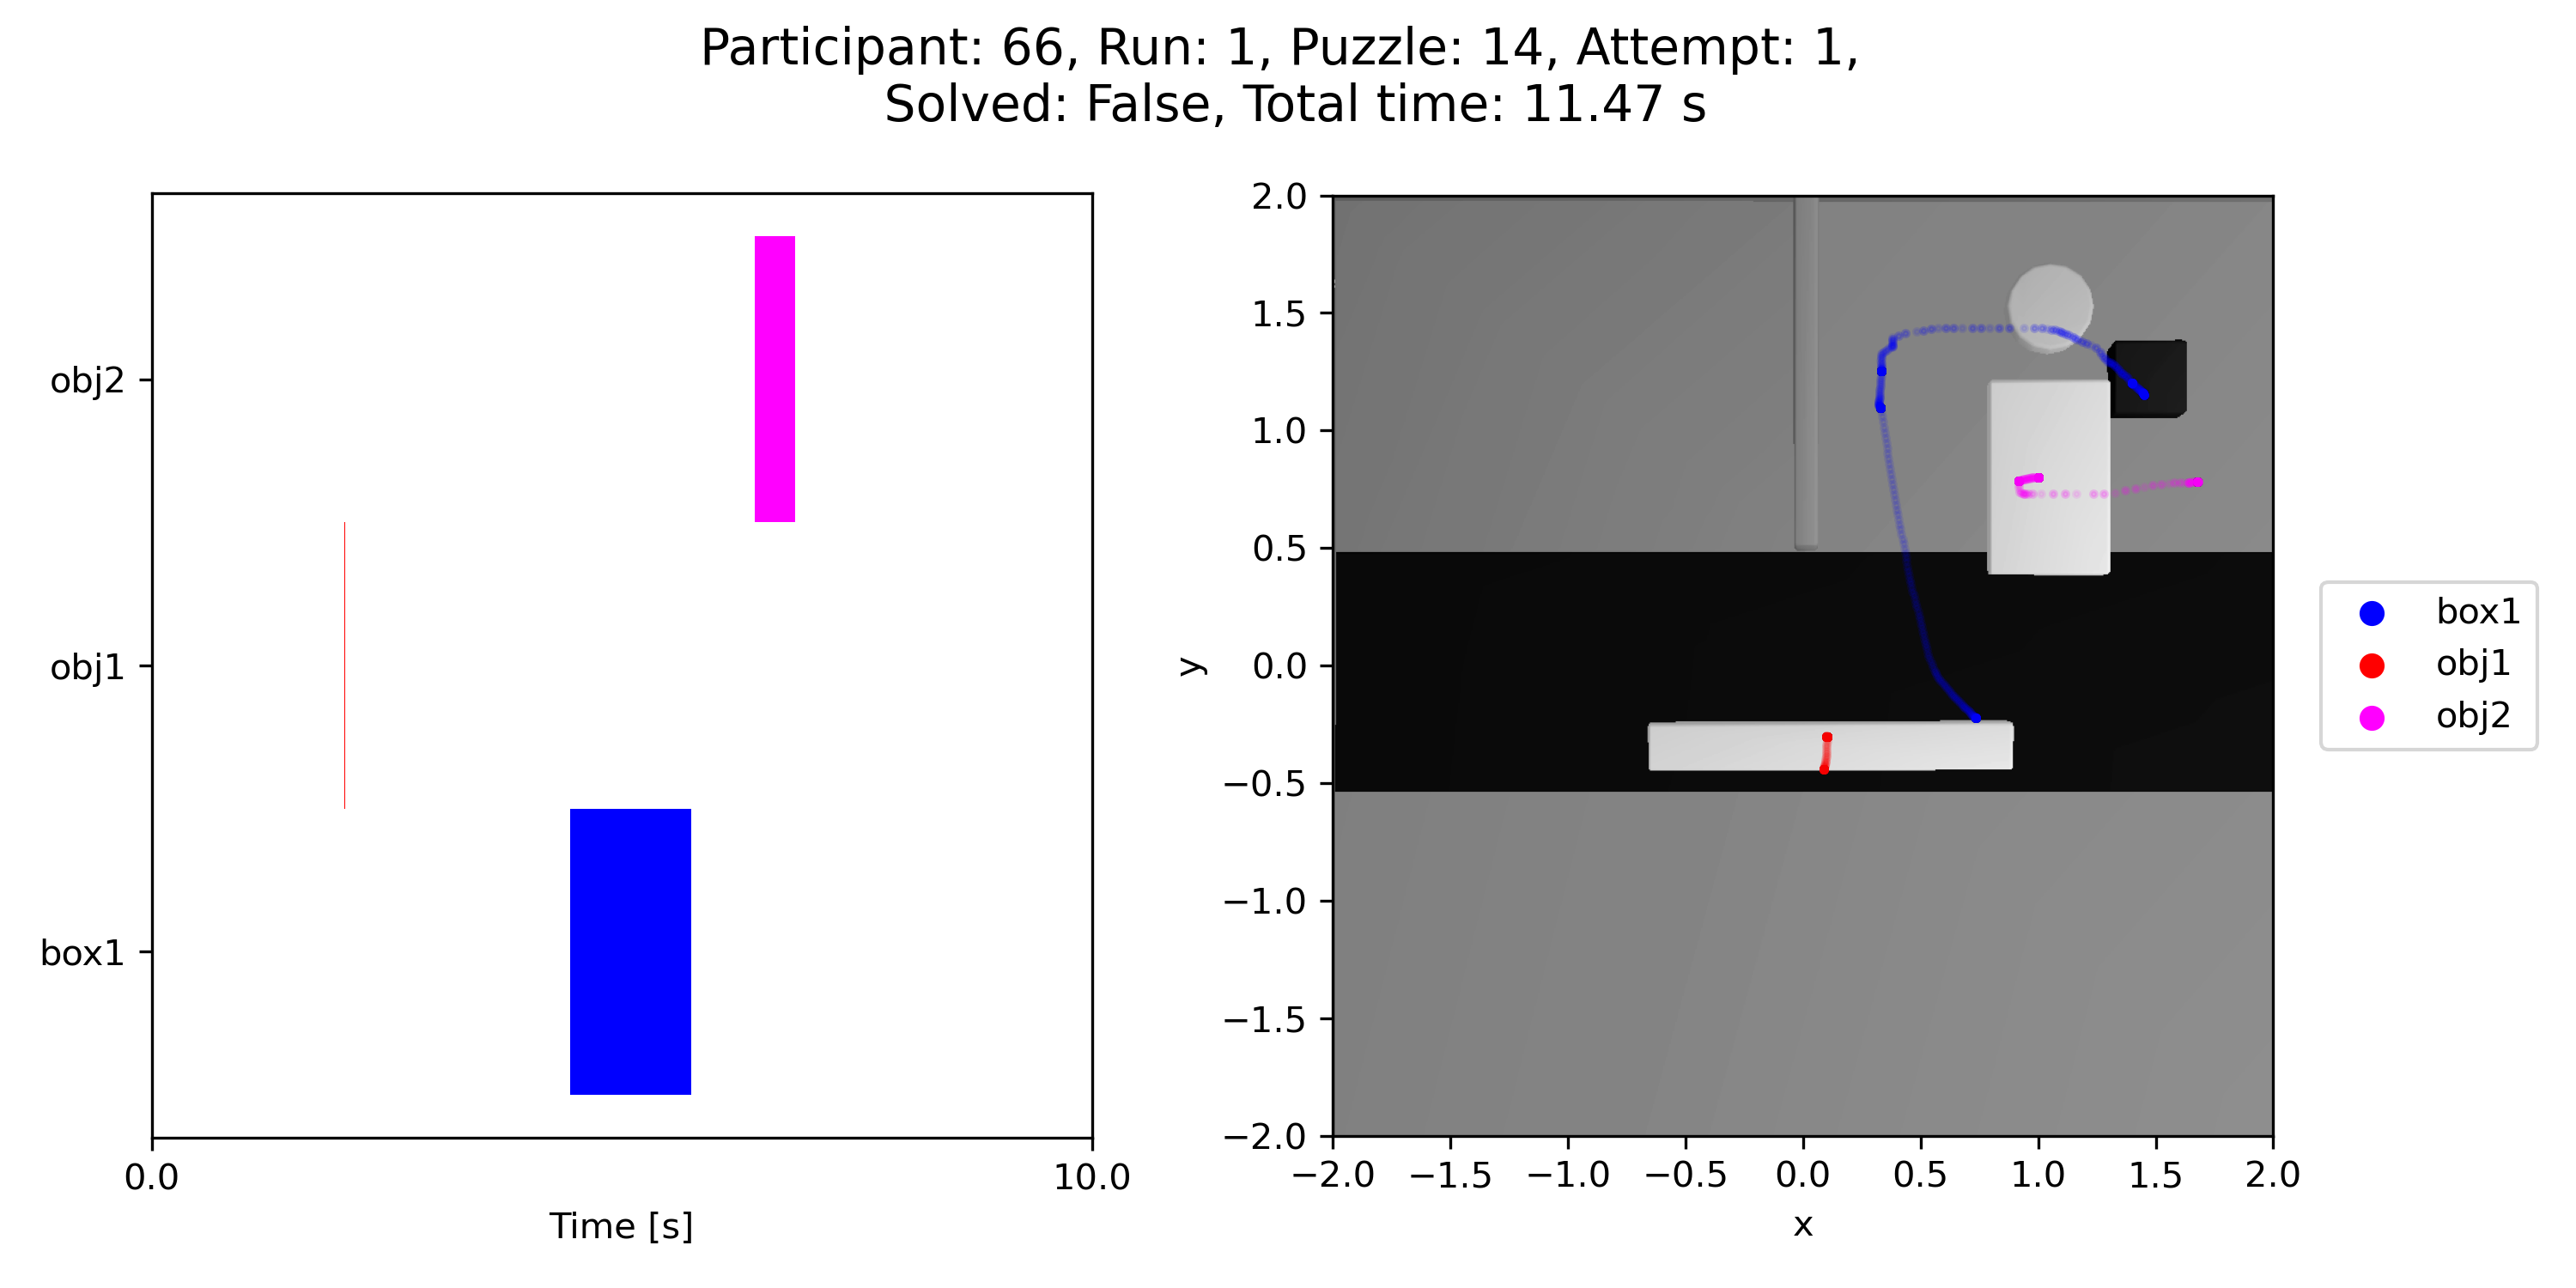 Participant: 66, Run: 1, Puzzle: 14, Attempt: 1,
Solved: False, Total time: 11.47 s
obj2
obj1
box1
0.0
10.0
Time [s]
2.0
1.5
1.0
0.5
0.0
−0.5
−1.0
−1.5
−2.0
y
−2.0
−1.5
−1.0
−0.5
0.0
0.5
1.0
1.5
2.0
x
box1
obj1
obj2